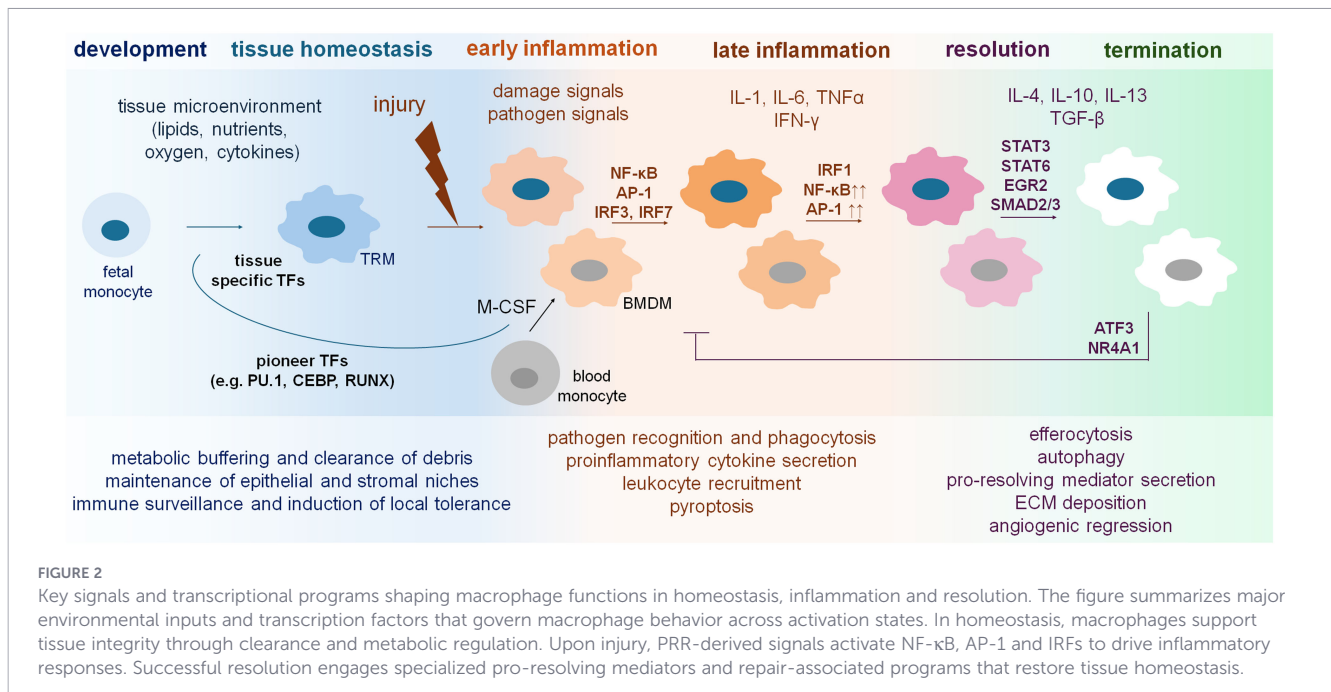 development
tissue homeostasis
early inflammation
late inflammation
resolution
termination
tissue microenvironment
(lipids, nutrients,
oxygen, cytokines)
injury
damage signals
pathogen signals
IL-1, IL-6, TNFα
IFN-γ
IL-4, IL-10, IL-13
TGF-β
fetal
monocyte
tissue
specific TFs
TRM
NF-κB
AP-1
IRF3, IRF7
IRF1
NF-κB↑↑
AP-1 ↑↑
STAT3
STAT6
EGR2
SMAD2/3
M-CSF
BMDM
blood
monocyte
pioneer TFs
(e.g. PU.1, CEBP, RUNX)
ATF3
NR4A1
metabolic buffering and clearance of debris
maintenance of epithelial and stromal niches
immune surveillance and induction of local tolerance
pathogen recognition and phagocytosis
proinflammatory cytokine secretion
leukocyte recruitment
pyroptosis
efferocytosis
autophagy
pro-resolving mediator secretion
ECM deposition
angiogenic regression
FIGURE 2
Key signals and transcriptional programs shaping macrophage functions in homeostasis, inflammation and resolution. The figure summarizes major
environmental inputs and transcription factors that govern macrophage behavior across activation states. In homeostasis, macrophages support
tissue integrity through clearance and metabolic regulation. Upon injury, PRR-derived signals activate NF-κB, AP-1 and IRFs to drive inflammatory
responses. Successful resolution engages specialized pro-resolving mediators and repair-associated programs that restore tissue homeostasis.